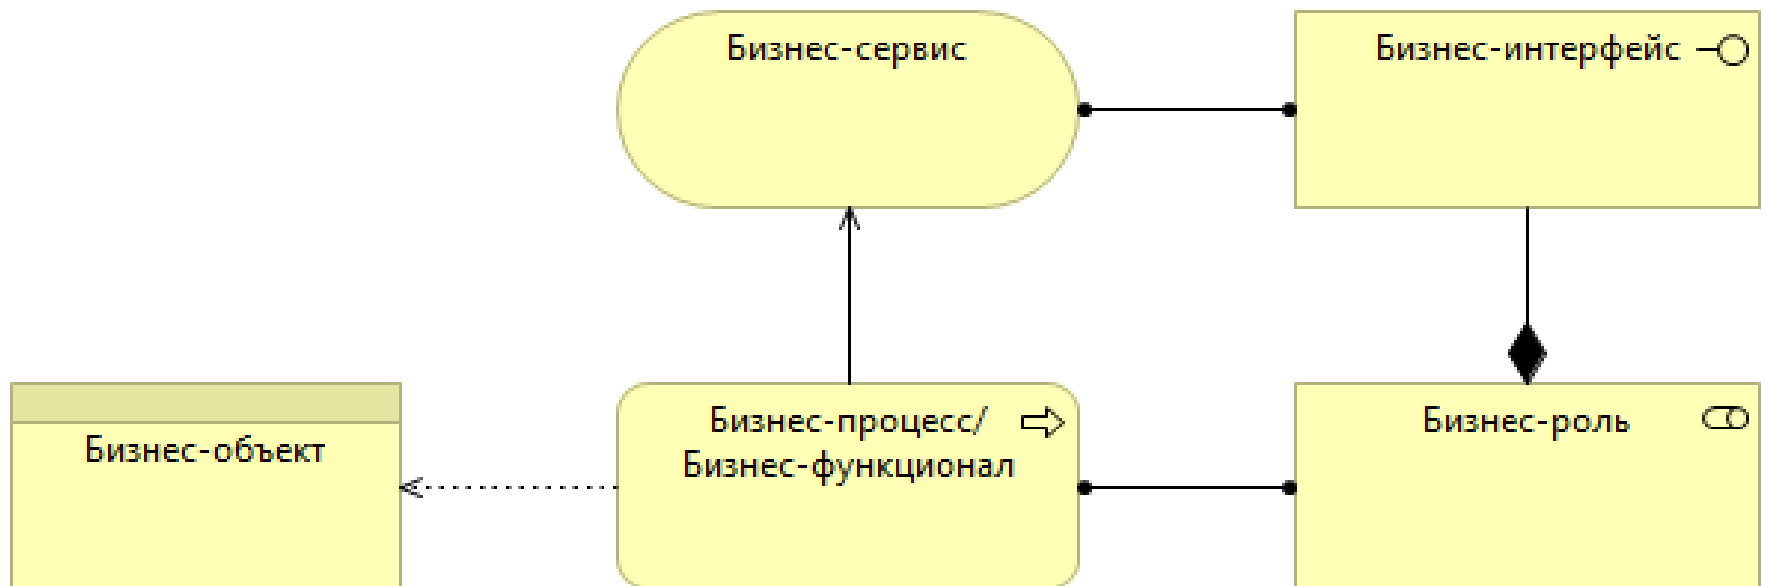 Бизнес-сервис
Бизнес-интерфейс
Бизнес-объект
Бизнес-процесс/
Бизнес-функционал
Бизнес-роль